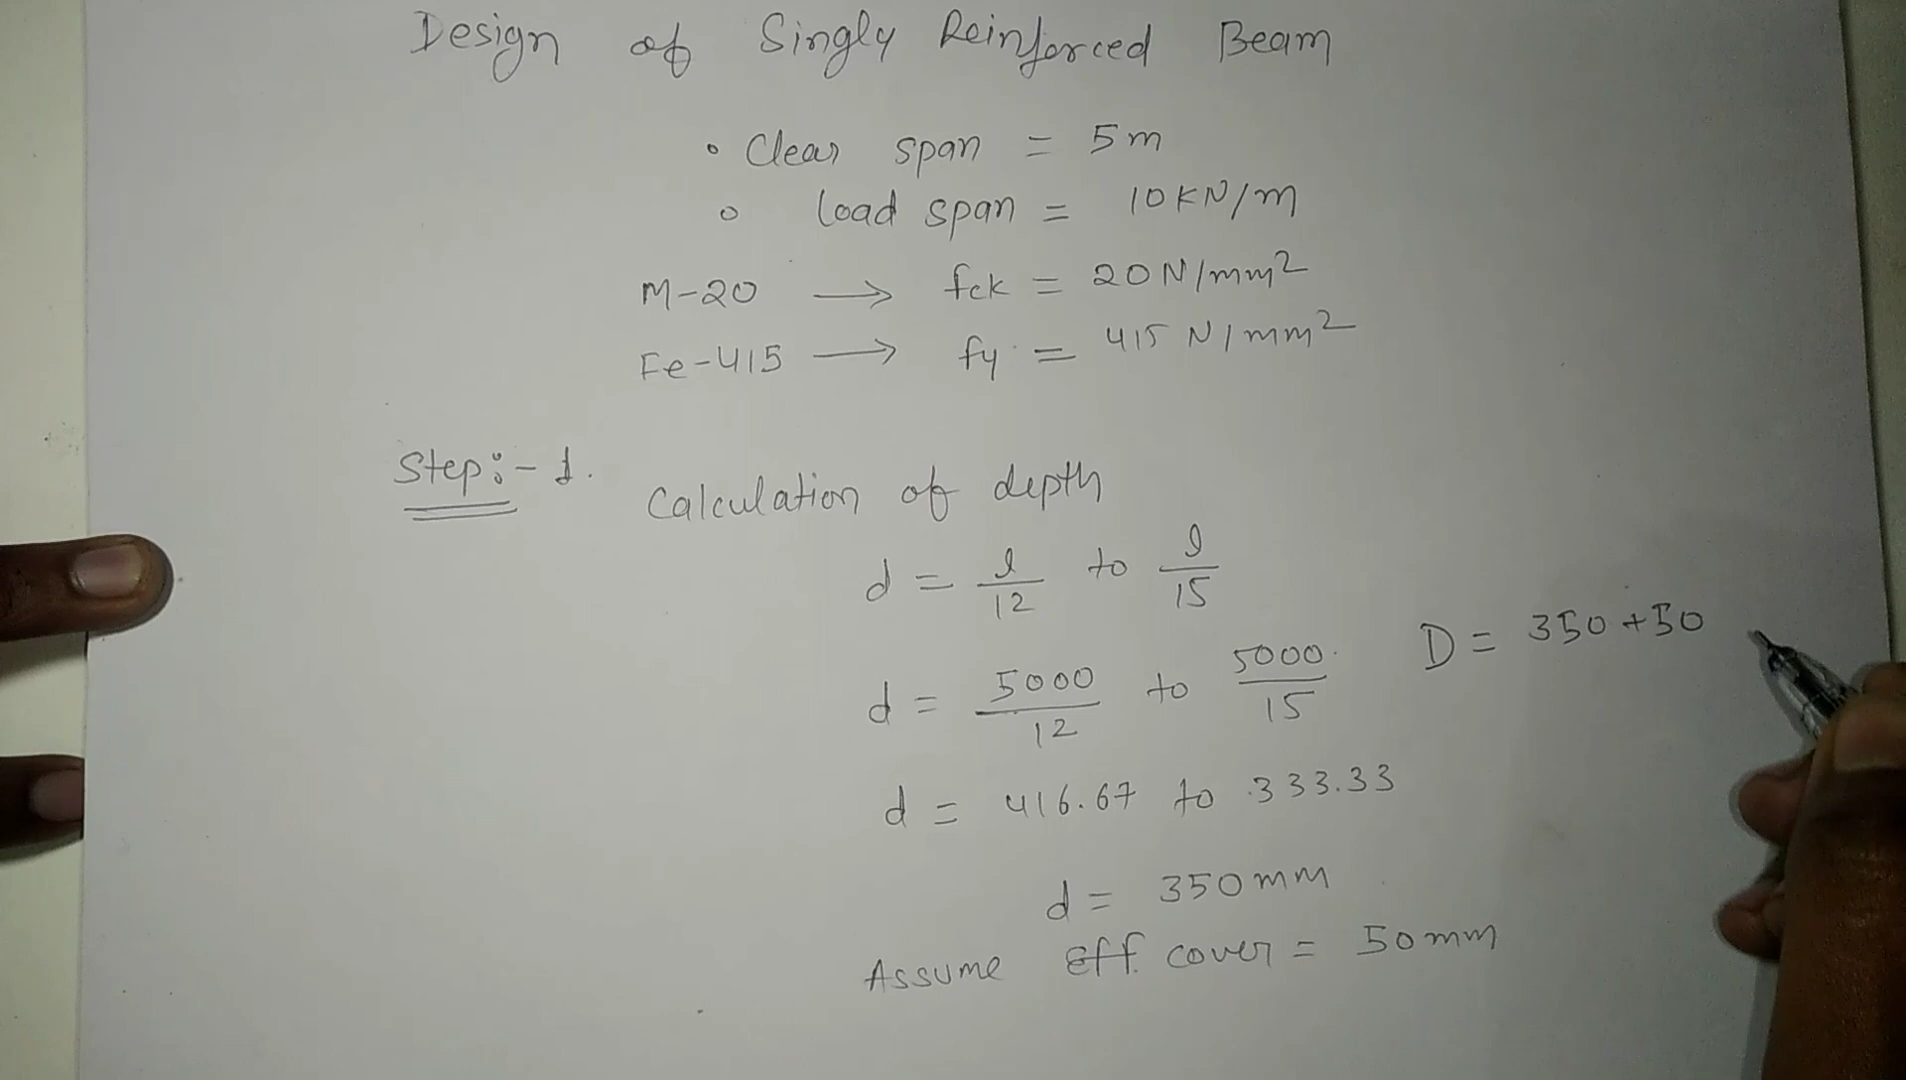 Design of Singly Reinforced Beam
• Clear span = 5m
• Load span = 10KN/m
M-20 → fck = 20N/mm²
Fe-415 → fy = 415 N/mm²
Step:- 1.
Calculation of depth
d = l/12 to l/15
d = 5000/12 to 5000/15
D = 350+50
d = 416.67 to 333.33
d = 350mm
Assume Eff. cover = 50mm